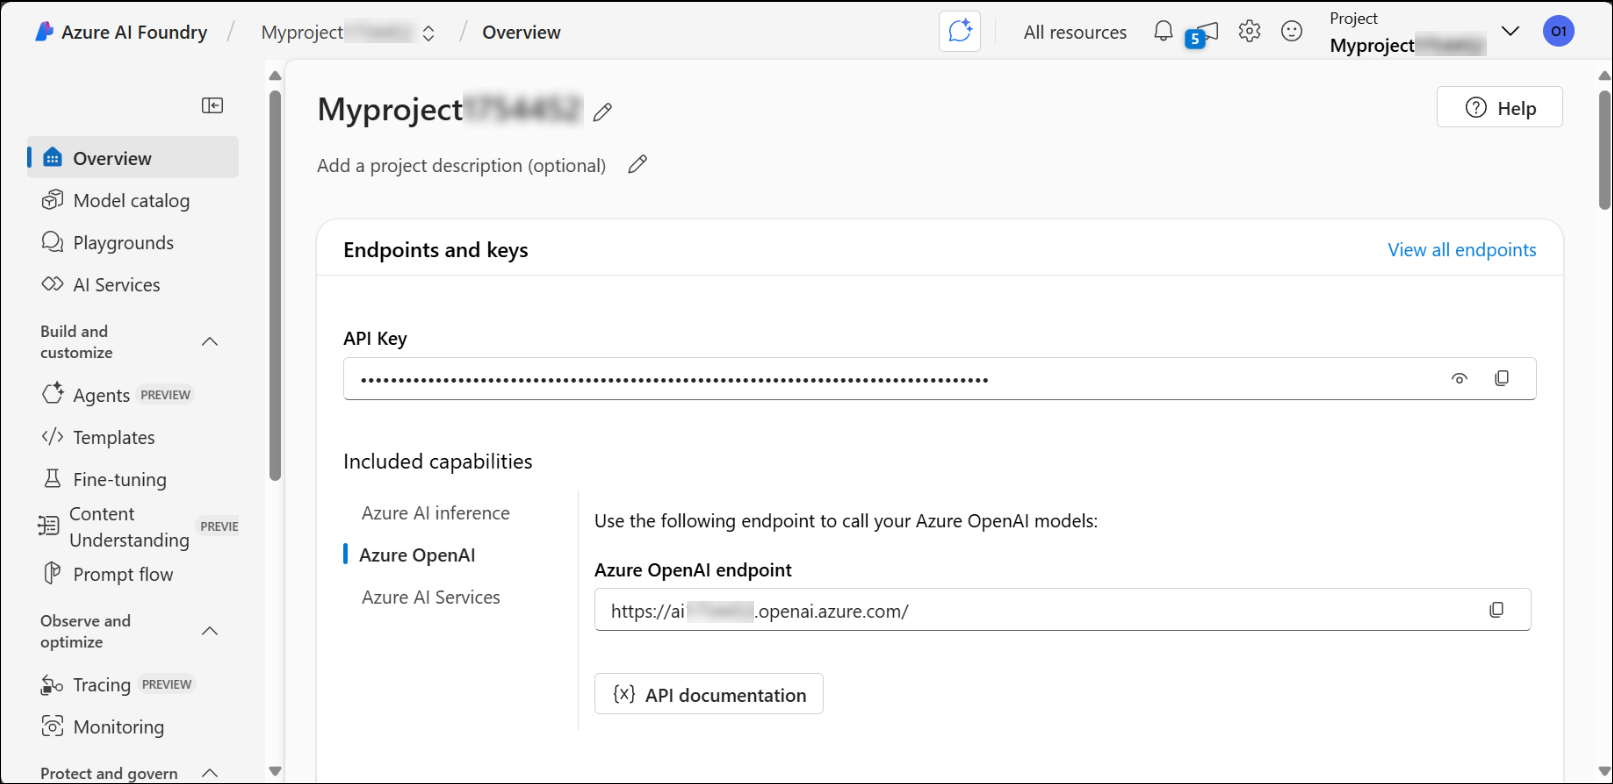 Azure AI Foundry / Myproject / Overview
All resources
5
Project
Myproject
O1
Myproject
Help
Add a project description (optional)
Overview
Model catalog
Playgrounds
AI Services
Build and
customize
Agents PREVIEW
Templates
Fine-tuning
Content
Understanding PREVIE
Prompt flow
Observe and
optimize
Tracing PREVIEW
Monitoring
Protect and govern
Endpoints and keys
View all endpoints
API Key
Included capabilities
Azure AI inference
Azure OpenAI
Azure AI Services
Use the following endpoint to call your Azure OpenAI models:
Azure OpenAI endpoint
https://ai .openai.azure.com/
{x} API documentation